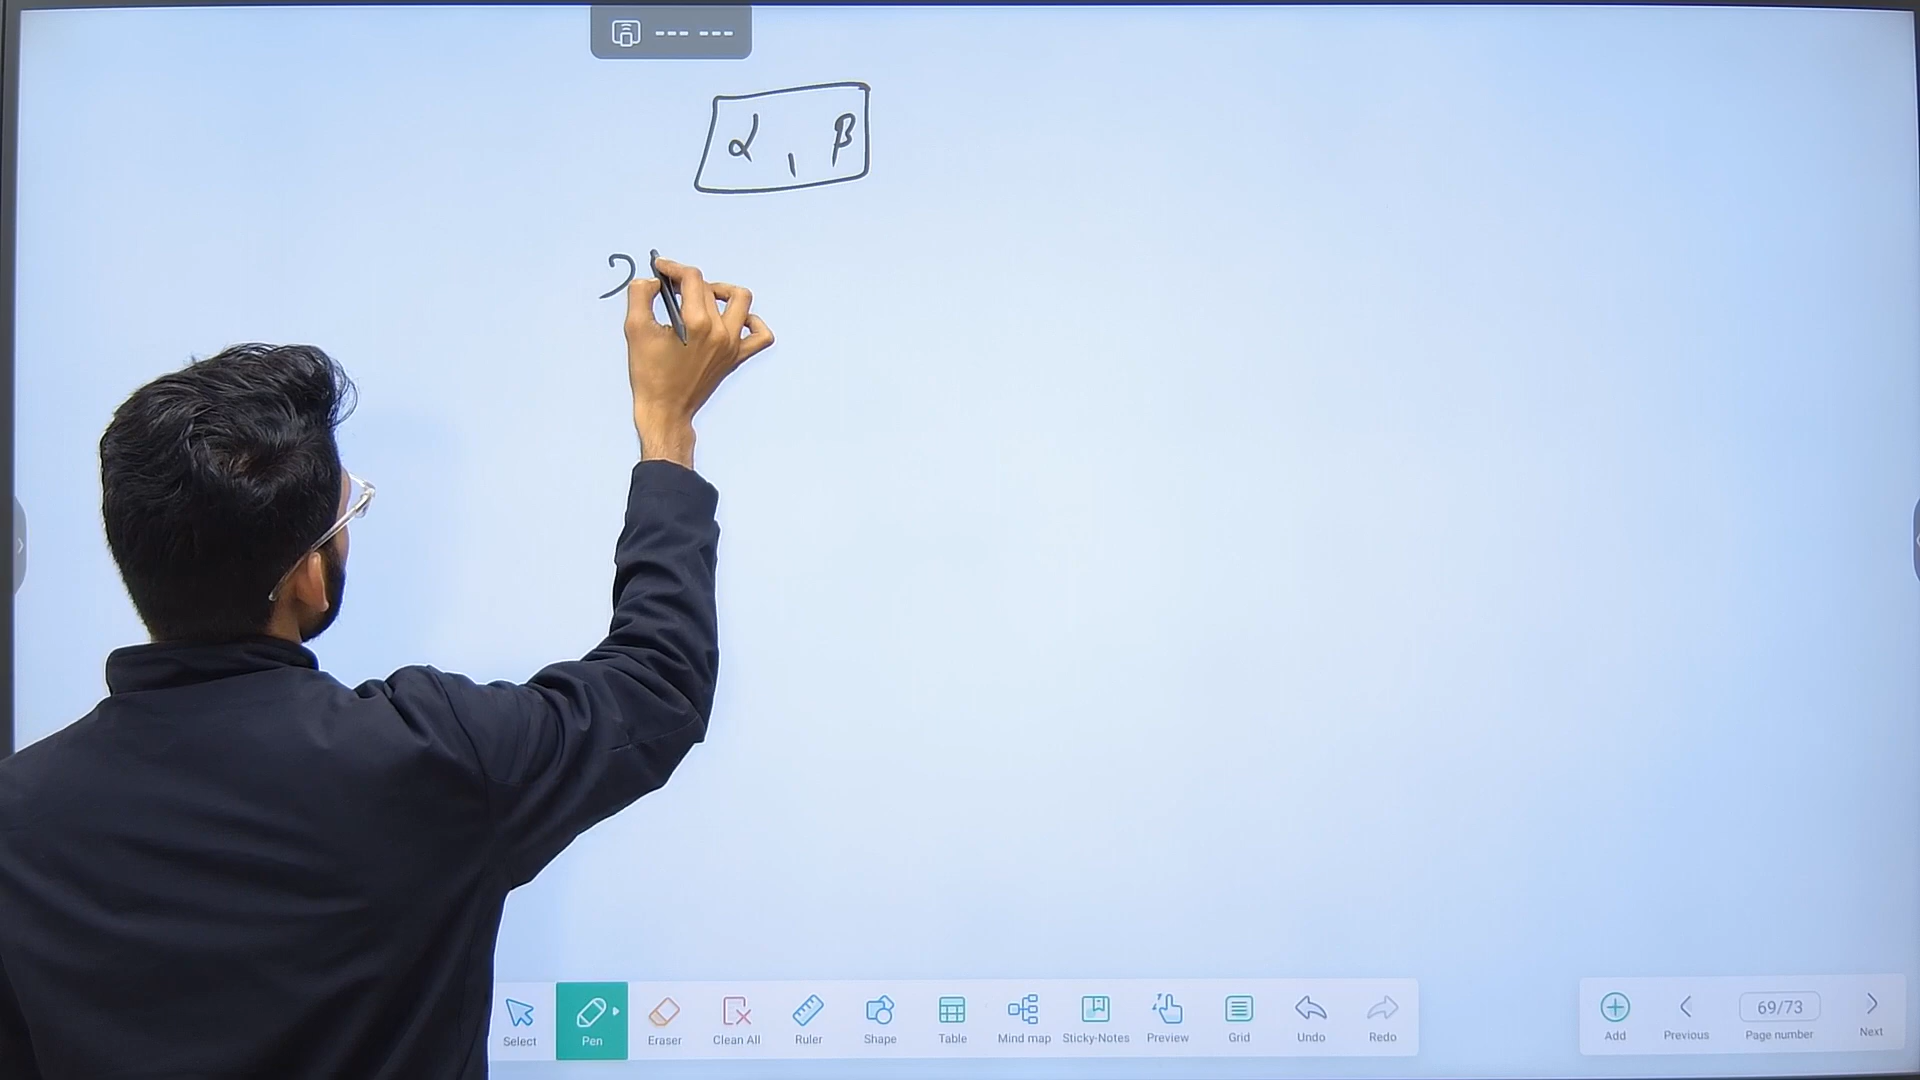 --- ---
α , β
Select Pen Eraser Clean All Ruler Shape Table Mind map Sticky-Notes Preview Grid Undo Redo
Add Previous 69/73 Page number Next